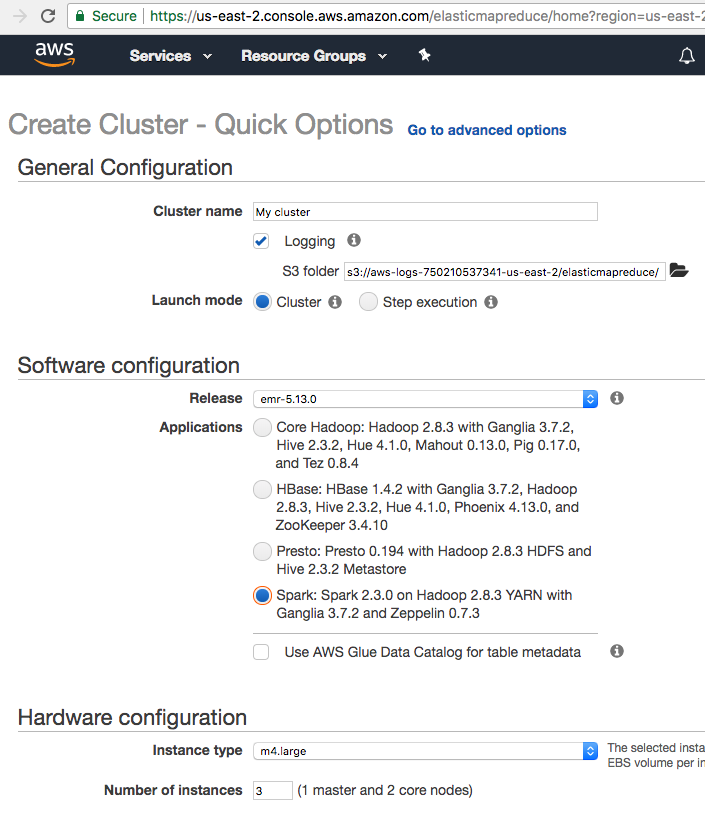 Secure https://us-east-2.console.aws.amazon.com/elasticmapreduce/home?region=us-east-2
aws Services Resource Groups
Create Cluster - Quick Options Go to advanced options
General Configuration
Cluster name My cluster
Logging
S3 folder s3://aws-logs-750210537341-us-east-2/elasticmapreduce/
Launch mode Cluster Step execution
Software configuration
Release emr-5.13.0
Applications Core Hadoop: Hadoop 2.8.3 with Ganglia 3.7.2,
Hive 2.3.2, Hue 4.1.0, Mahout 0.13.0, Pig 0.17.0,
and Tez 0.8.4
HBase: HBase 1.4.2 with Ganglia 3.7.2, Hadoop
2.8.3, Hive 2.3.2, Hue 4.1.0, Phoenix 4.13.0, and
ZooKeeper 3.4.10
Presto: Presto 0.194 with Hadoop 2.8.3 HDFS and
Hive 2.3.2 Metastore
Spark: Spark 2.3.0 on Hadoop 2.8.3 YARN with
Ganglia 3.7.2 and Zeppelin 0.7.3
Use AWS Glue Data Catalog for table metadata
Hardware configuration
Instance type m4.large The selected insta
EBS volume per in
Number of instances 3 (1 master and 2 core nodes)